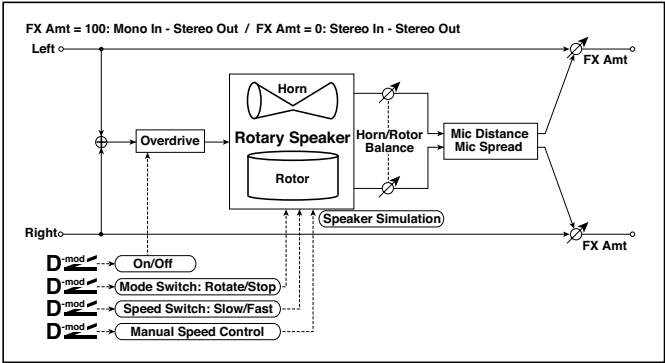 FX Amt = 100: Mono In - Stereo Out / FX Amt = 0: Stereo In - Stereo Out
Left
FX Amt
Horn
Overdrive
Rotary Speaker
Horn/Rotor
Balance
Mic Distance
Mic Spread
Rotor
Speaker Simulation
Right
FX Amt
D-mod On/Off
D-mod Mode Switch: Rotate/Stop
D-mod Speed Switch: Slow/Fast
D-mod Manual Speed Control